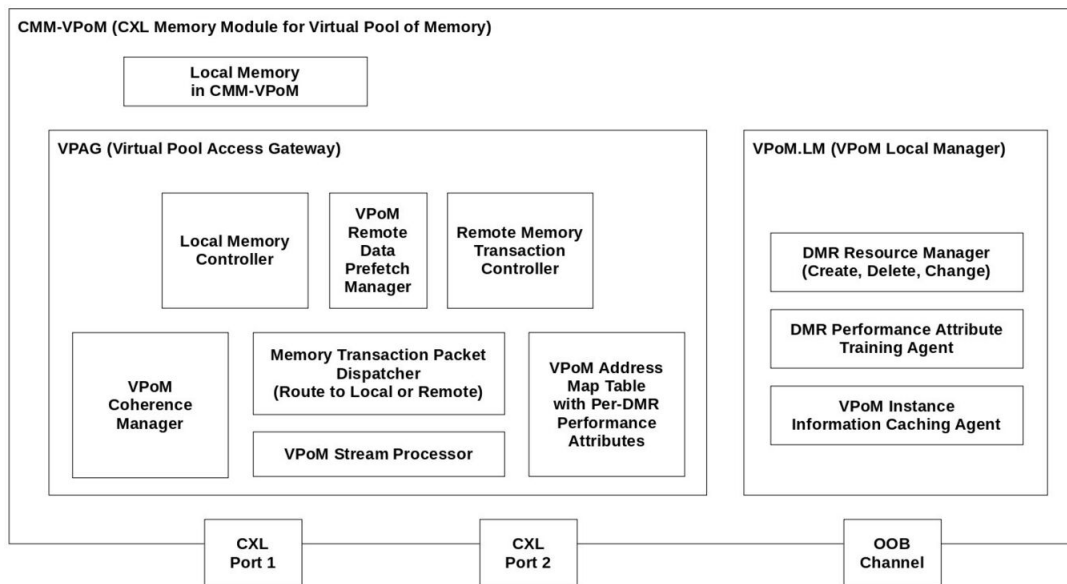 CMM-VPoM (CXL Memory Module for Virtual Pool of Memory)
Local Memory
in CMM-VPoM
VPAG (Virtual Pool Access Gateway)
Local Memory
Controller
VPoM
Remote
Data
Prefetch
Manager
Remote Memory
Transaction
Controller
VPoM
Coherence
Manager
Memory Transaction Packet
Dispatcher
(Route to Local or Remote)
VPoM Stream Processor
VPoM Address
Map Table
with Per-DMR
Performance
Attributes
VPoM.LM (VPoM Local Manager)
DMR Resource Manager
(Create, Delete, Change)
DMR Performance Attribute
Training Agent
VPoM Instance
Information Caching Agent
CXL
Port 1
CXL
Port 2
OOB
Channel